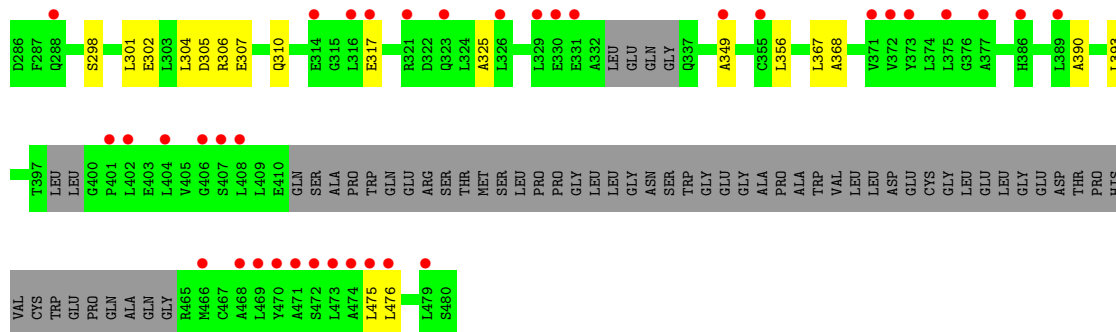 D286 F287 Q288 S298 L301 E302 L303 L304 D305 R306 E307 Q310 E314 G315 L316 E317 R321 D322 Q323 L324 A325 L326 L329 E330 E331 A332 LEU GLU GLN GLY Q337 A349 C355 L356 L367 A368 V371 V372 Y373 L374 L375 G376 A377 H386 L389 A390 L393
T397 LEU LEU G400 P401 L402 E403 L404 V405 G406 S407 L408 L409 E410 GLN SER ALA PRO TRP GLN GLU ARG SER THR MET SER LEU PRO PRO GLY LEU LEU GLY ASN SER TRP GLY GLU GLY ALA PRO ALA TRP VAL LEU LEU ASP GLU CYS GLY LEU GLU LEU GLY GLU ASP THR PRO HIS
VAL CYS TRP GLU PRO GLN ALA GLN GLY R465 M466 C467 A468 L469 Y470 A471 S472 L473 A474 L475 L476 L479 S480